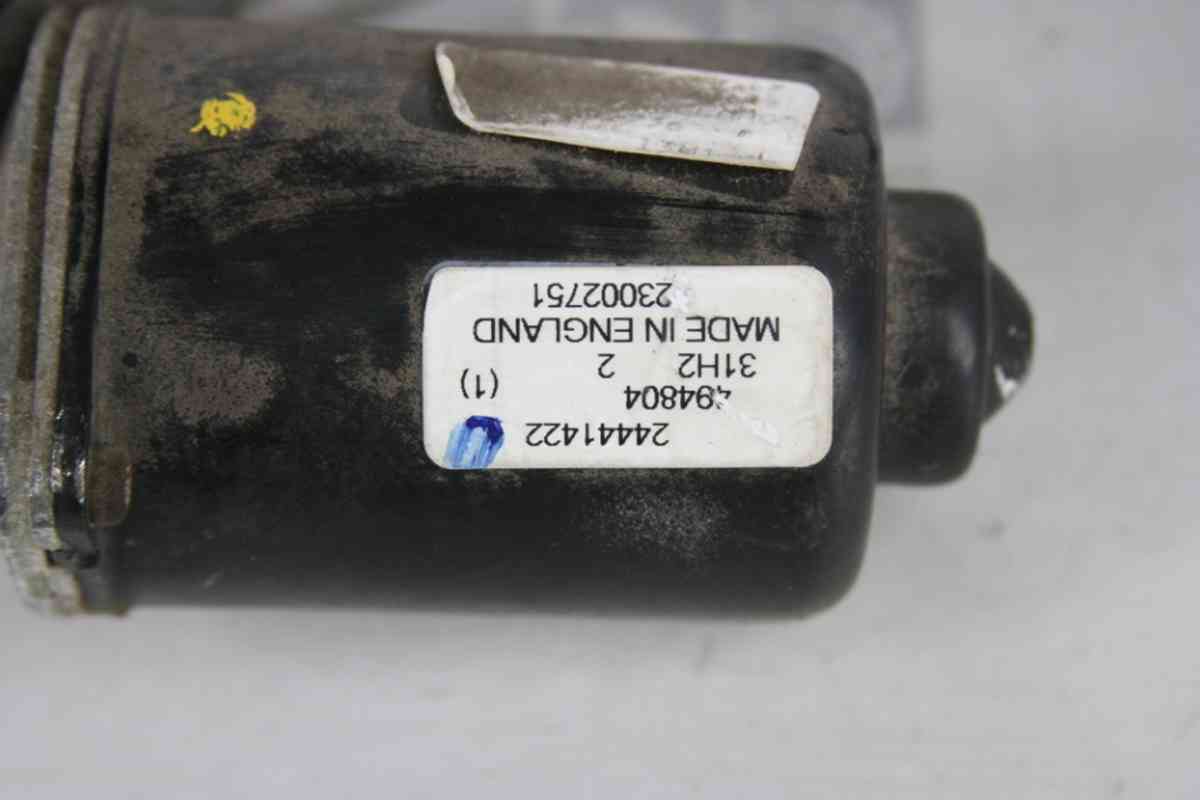 24441422
494804 (1)
31H2 2
MADE IN ENGLAND
23002751